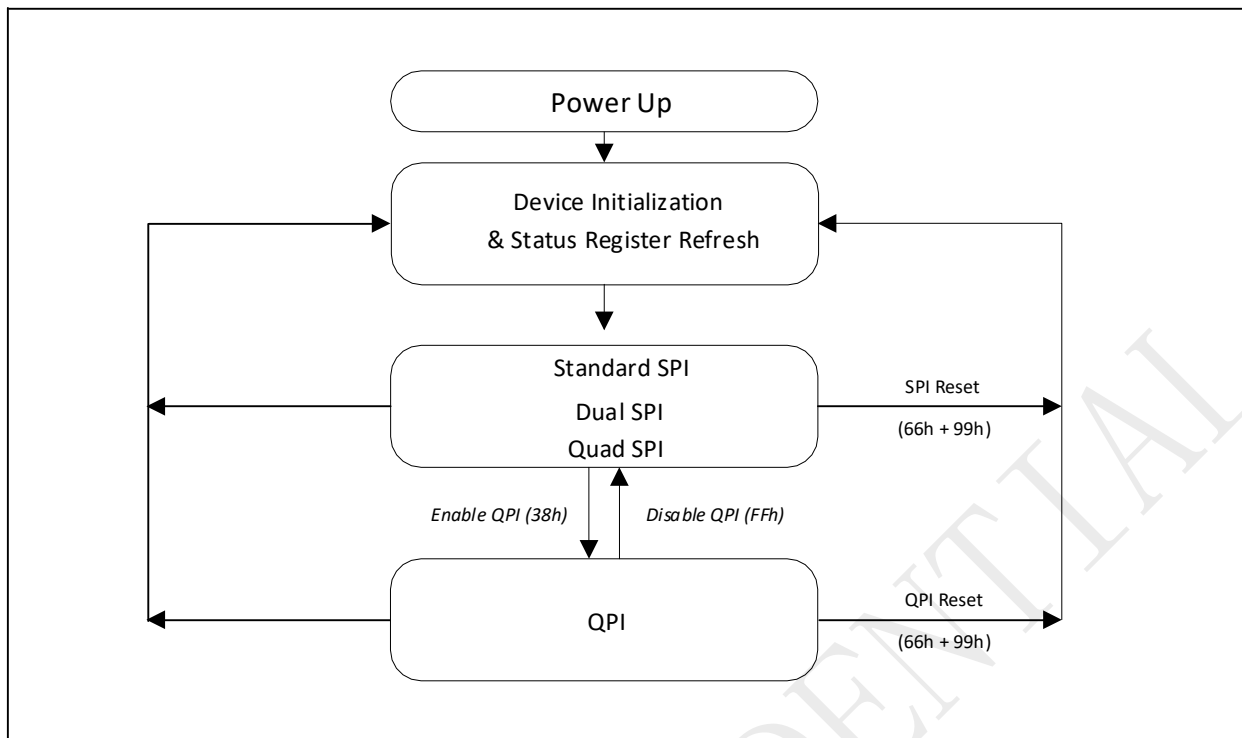 Power Up
Device Initialization
& Status Register Refresh
Standard SPI
Dual SPI
Quad SPI
SPI Reset
(66h + 99h)
Enable QPI (38h)
Disable QPI (FFh)
QPI
QPI Reset
(66h + 99h)